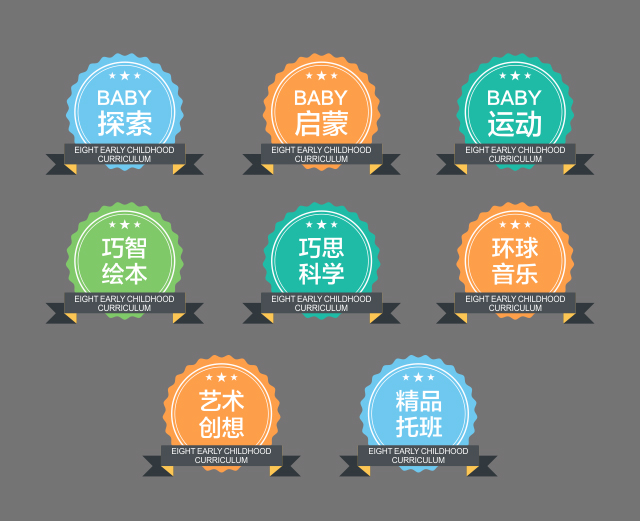 BABY
探索
EIGHT EARLY CHILDHOOD
CURRICULUM
BABY
启蒙
EIGHT EARLY CHILDHOOD
CURRICULUM
BABY
运动
EIGHT EARLY CHILDHOOD
CURRICULUM
巧智
绘本
EIGHT EARLY CHILDHOOD
CURRICULUM
巧思
科学
EIGHT EARLY CHILDHOOD
CURRICULUM
环球
音乐
EIGHT EARLY CHILDHOOD
CURRICULUM
艺术
创想
EIGHT EARLY CHILDHOOD
CURRICULUM
精品
托班
EIGHT EARLY CHILDHOOD
CURRICULUM